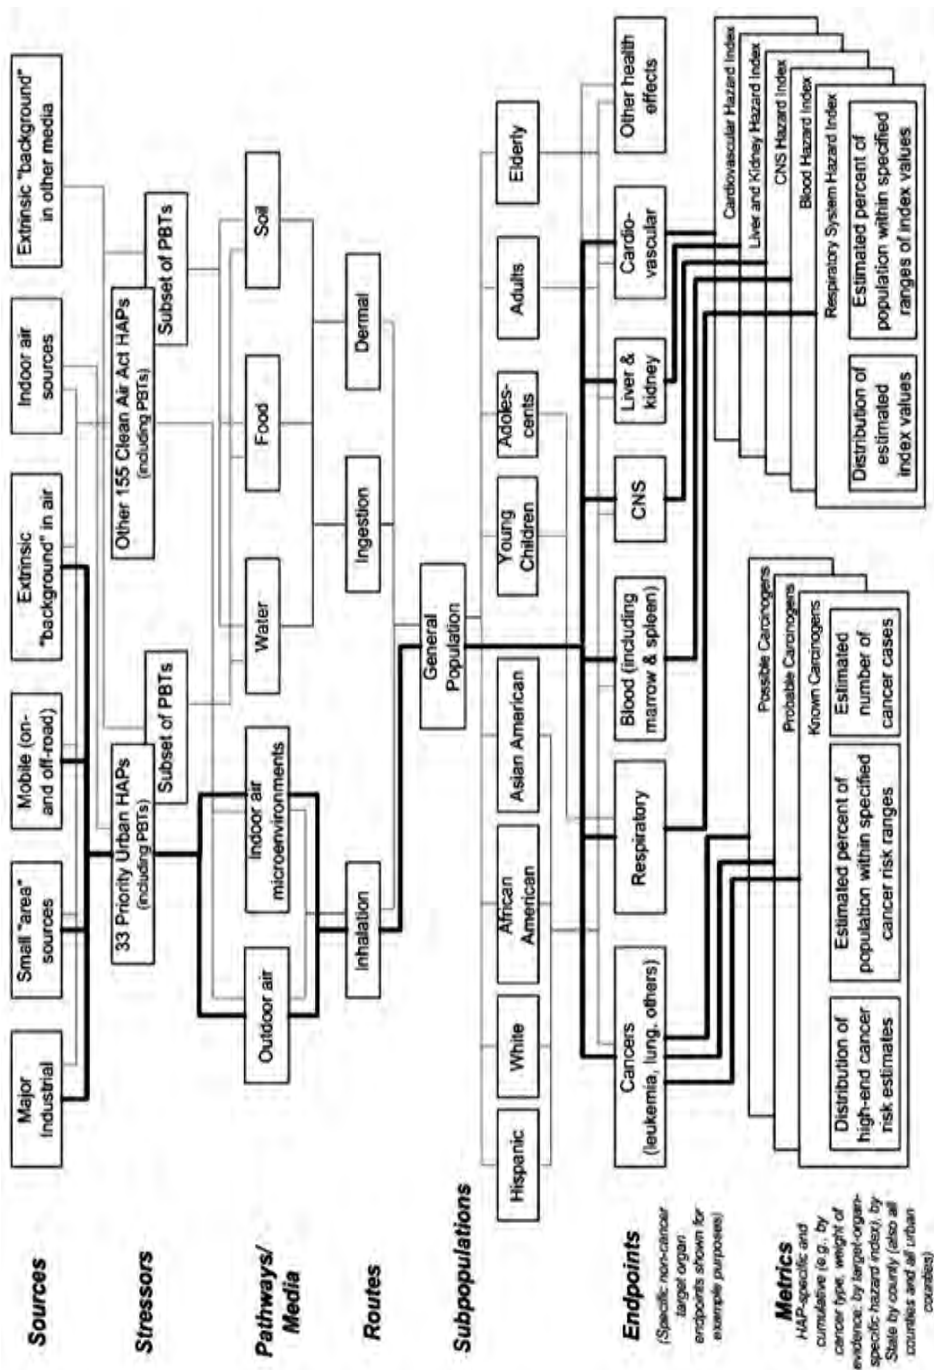 Sources
Major
Industrial
Small "area"
sources
Mobile (on-
and off-road)
Extrinsic
"background" in air
Indoor air
sources
Extrinsic "background"
in other media
Stressors
33 Priority Urban HAPs
(including PBTs)
Subset of PBTs
Other 155 Clean Air Act HAPs
(including PBTs)
Subset of PBTs
Pathways/
Media
Outdoor air
Indoor air
microenvironments
Water
Food
Soil
Routes
Inhalation
Ingestion
Dermal
General
Population
Subpopulations
Hispanic
White
African
American
Asian American
Young
Children
Adoles-
cents
Adults
Elderly
Endpoints
(Specific non-cancer
target organ
endpoints shown for
example purposes)
Cancers
(leukemia, lung, others)
Respiratory
Blood (including
marrow & spleen)
CNS
Liver &
kidney
Cardio-
vascular
Other health
effects
Metrics
HAP-specific and
cumulative (e.g., by
cancer type, weight of
evidence; by target-organ-
specific hazard index), by
State by county (also all
counties and all urban
counties)
Possible Carcinogens
Probable Carcinogens
Known Carcinogens
Distribution of
high-end cancer
risk estimates
Estimated percent of
population within specified
cancer risk ranges
Estimated
number of
cancer cases
Cardiovascular Hazard Index
Liver and Kidney Hazard Index
CNS Hazard Index
Blood Hazard Index
Respiratory System Hazard Index
Distribution of
estimated
index values
Estimated percent of
population within specified
ranges of index values